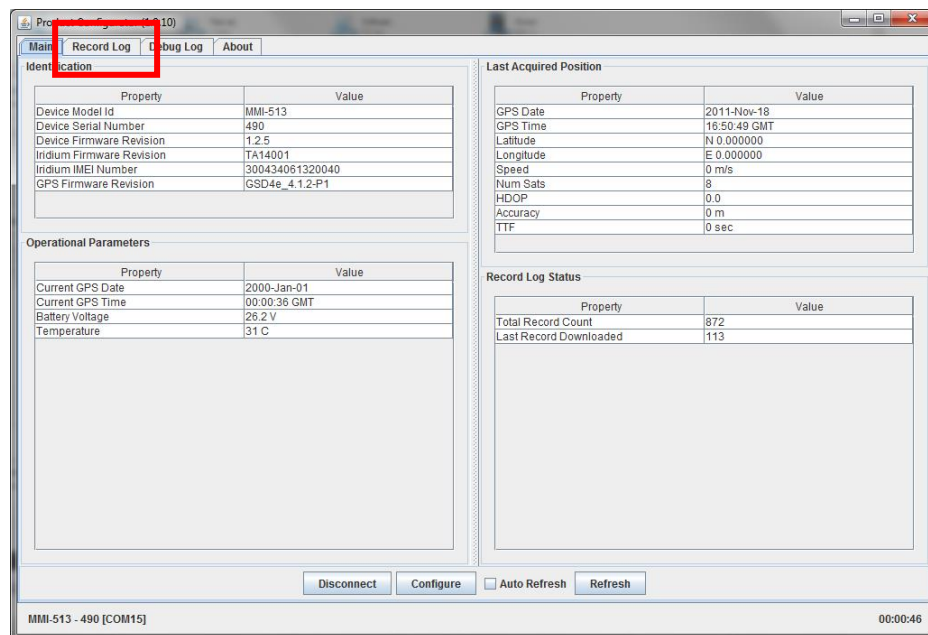 Product Configurator (1.2.10)
Main Record Log Debug Log About
Identification
Property Value
Device Model Id MMI-513
Device Serial Number 490
Device Firmware Revision 1.2.5
Iridium Firmware Revision TA14001
Iridium IMEI Number 300434061320040
GPS Firmware Revision GSD4e_4.1.2-P1
Operational Parameters
Property Value
Current GPS Date 2000-Jan-01
Current GPS Time 00:00:36 GMT
Battery Voltage 26.2 V
Temperature 31 C
Last Acquired Position
Property Value
GPS Date 2011-Nov-18
GPS Time 16:50:49 GMT
Latitude N 0.000000
Longitude E 0.000000
Speed 0 m/s
Num Sats 8
HDOP 0.0
Accuracy 0 m
TTF 0 sec
Record Log Status
Property Value
Total Record Count 872
Last Record Downloaded 113
Disconnect Configure Auto Refresh Refresh
MMI-513 - 490 [COM15] 00:00:46